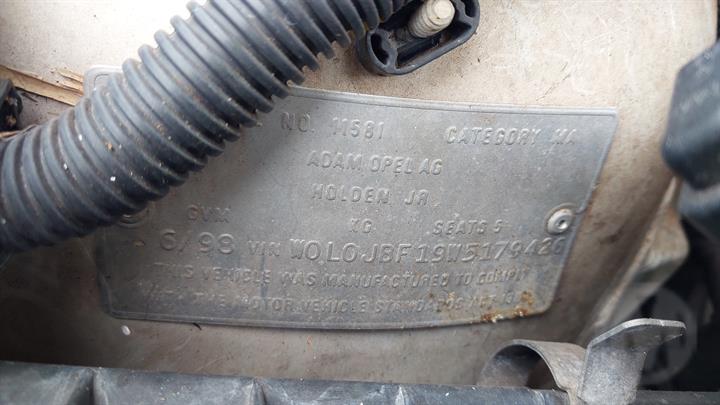 NO. 11581 CATEGORY MA
ADAM OPEL AG
HOLDEN JR
GVM KG SEATS 5
6/98 VIN W0L0JBF19W5179426
THIS VEHICLE WAS MANUFACTURED TO COMPLY
WITH THE MOTOR VEHICLE STANDARDS ACT